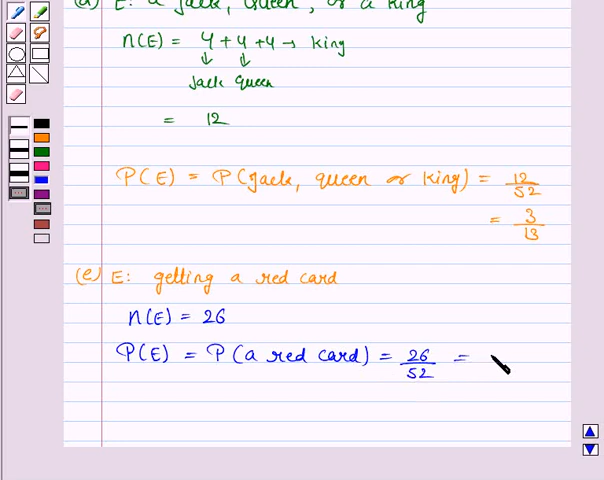 (d) E: a Jack, Queen, or a King
n(E) = 4 + 4 + 4 → King
↓ ↓
Jack queen
= 12
P(E) = P(Jack, queen or King) = 12/52
= 3/13
(e) E: getting a red card
n(E) = 26
P(E) = P(a red card) = 26/52 =